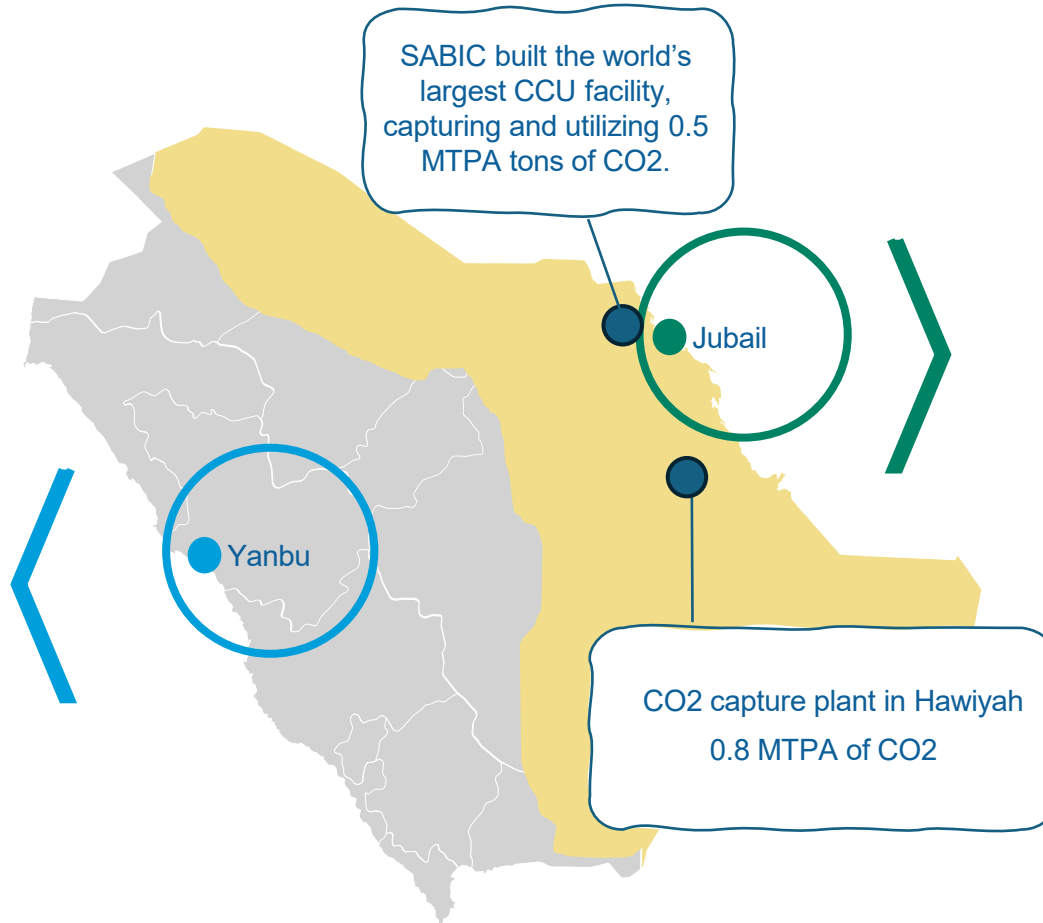 SABIC built the world’s
largest CCU facility,
capturing and utilizing 0.5
MTPA tons of CO2.
Jubail
Yanbu
CO2 capture plant in Hawiyah
0.8 MTPA of CO2